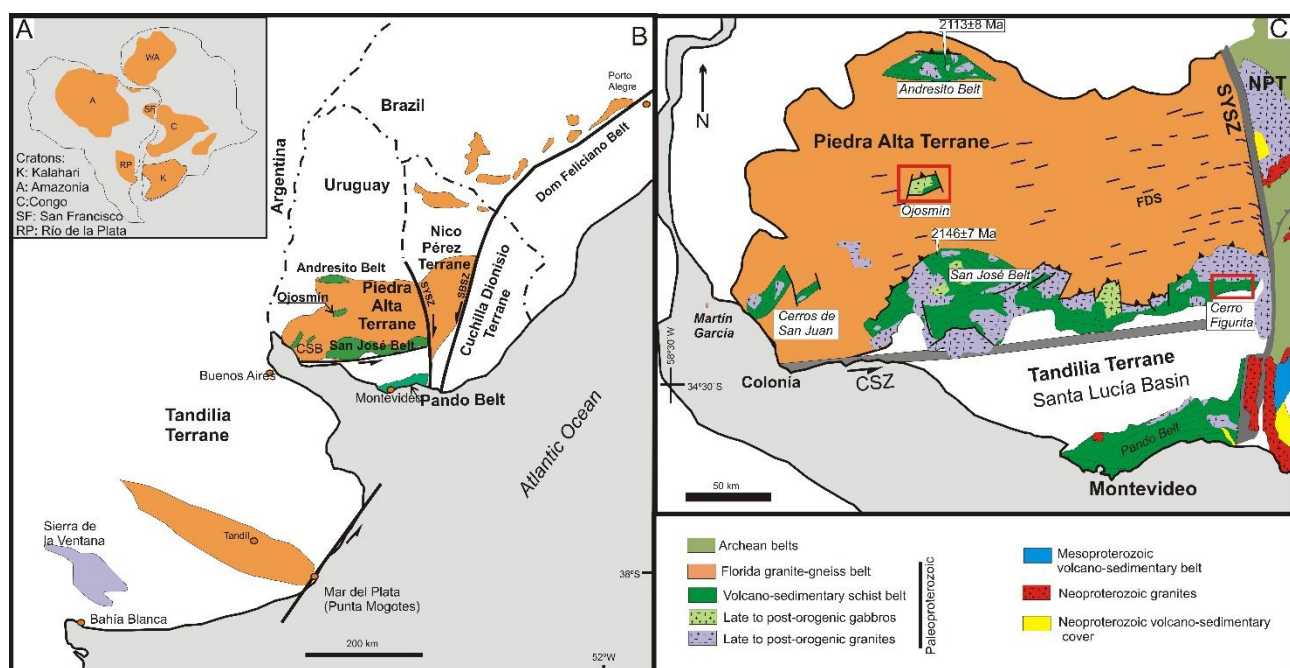 A
WA
A
SF
C
RP
K
Cratons:
K: Kalahari
A: Amazonia
C:Congo
SF: San Francisco
RP: Río de la Plata
B
Porto
Alegre
Brazil
Argentina
Uruguay
Dom Feliciano Belt
Nico
Pérez
Terrane
Andresito Belt
Piedra
Alta
Terrane
Ojosmín
SYSZ
SBSZ
Cuchilla Dionisio
Terrane
CSB
San José Belt
Buenos Aires
Montevideo
Pando Belt
Tandilia
Terrane
Atlantic Ocean
Sierra de
la Ventana
Tandil
38°S
Mar del Plata
(Punta Mogotes)
Bahía Blanca
200 km
52°W
C
2113±8 Ma
N
Andresito Belt
NPT
SYSZ
Piedra Alta Terrane
Ojosmín
FDS
2146±7 Ma
San José Belt
Martín
García
Cerros de
San Juan
Cerro
Figurita
58°30´W
34°30´S
Colonía
CSZ
Tandilia Terrane
Santa Lucía Basin
Pando Belt
50 km
Montevideo
Archean belts
Florida granite-gneiss belt
Volcano-sedimentary schist belt
Late to post-orogenic gabbros
Late to post-orogenic granites
Paleoproterozoic
Mesoproterozoic
volcano-sedimentary belt
Neoproterozoic granites
Neoproterozoic volcano-sedimentary
cover